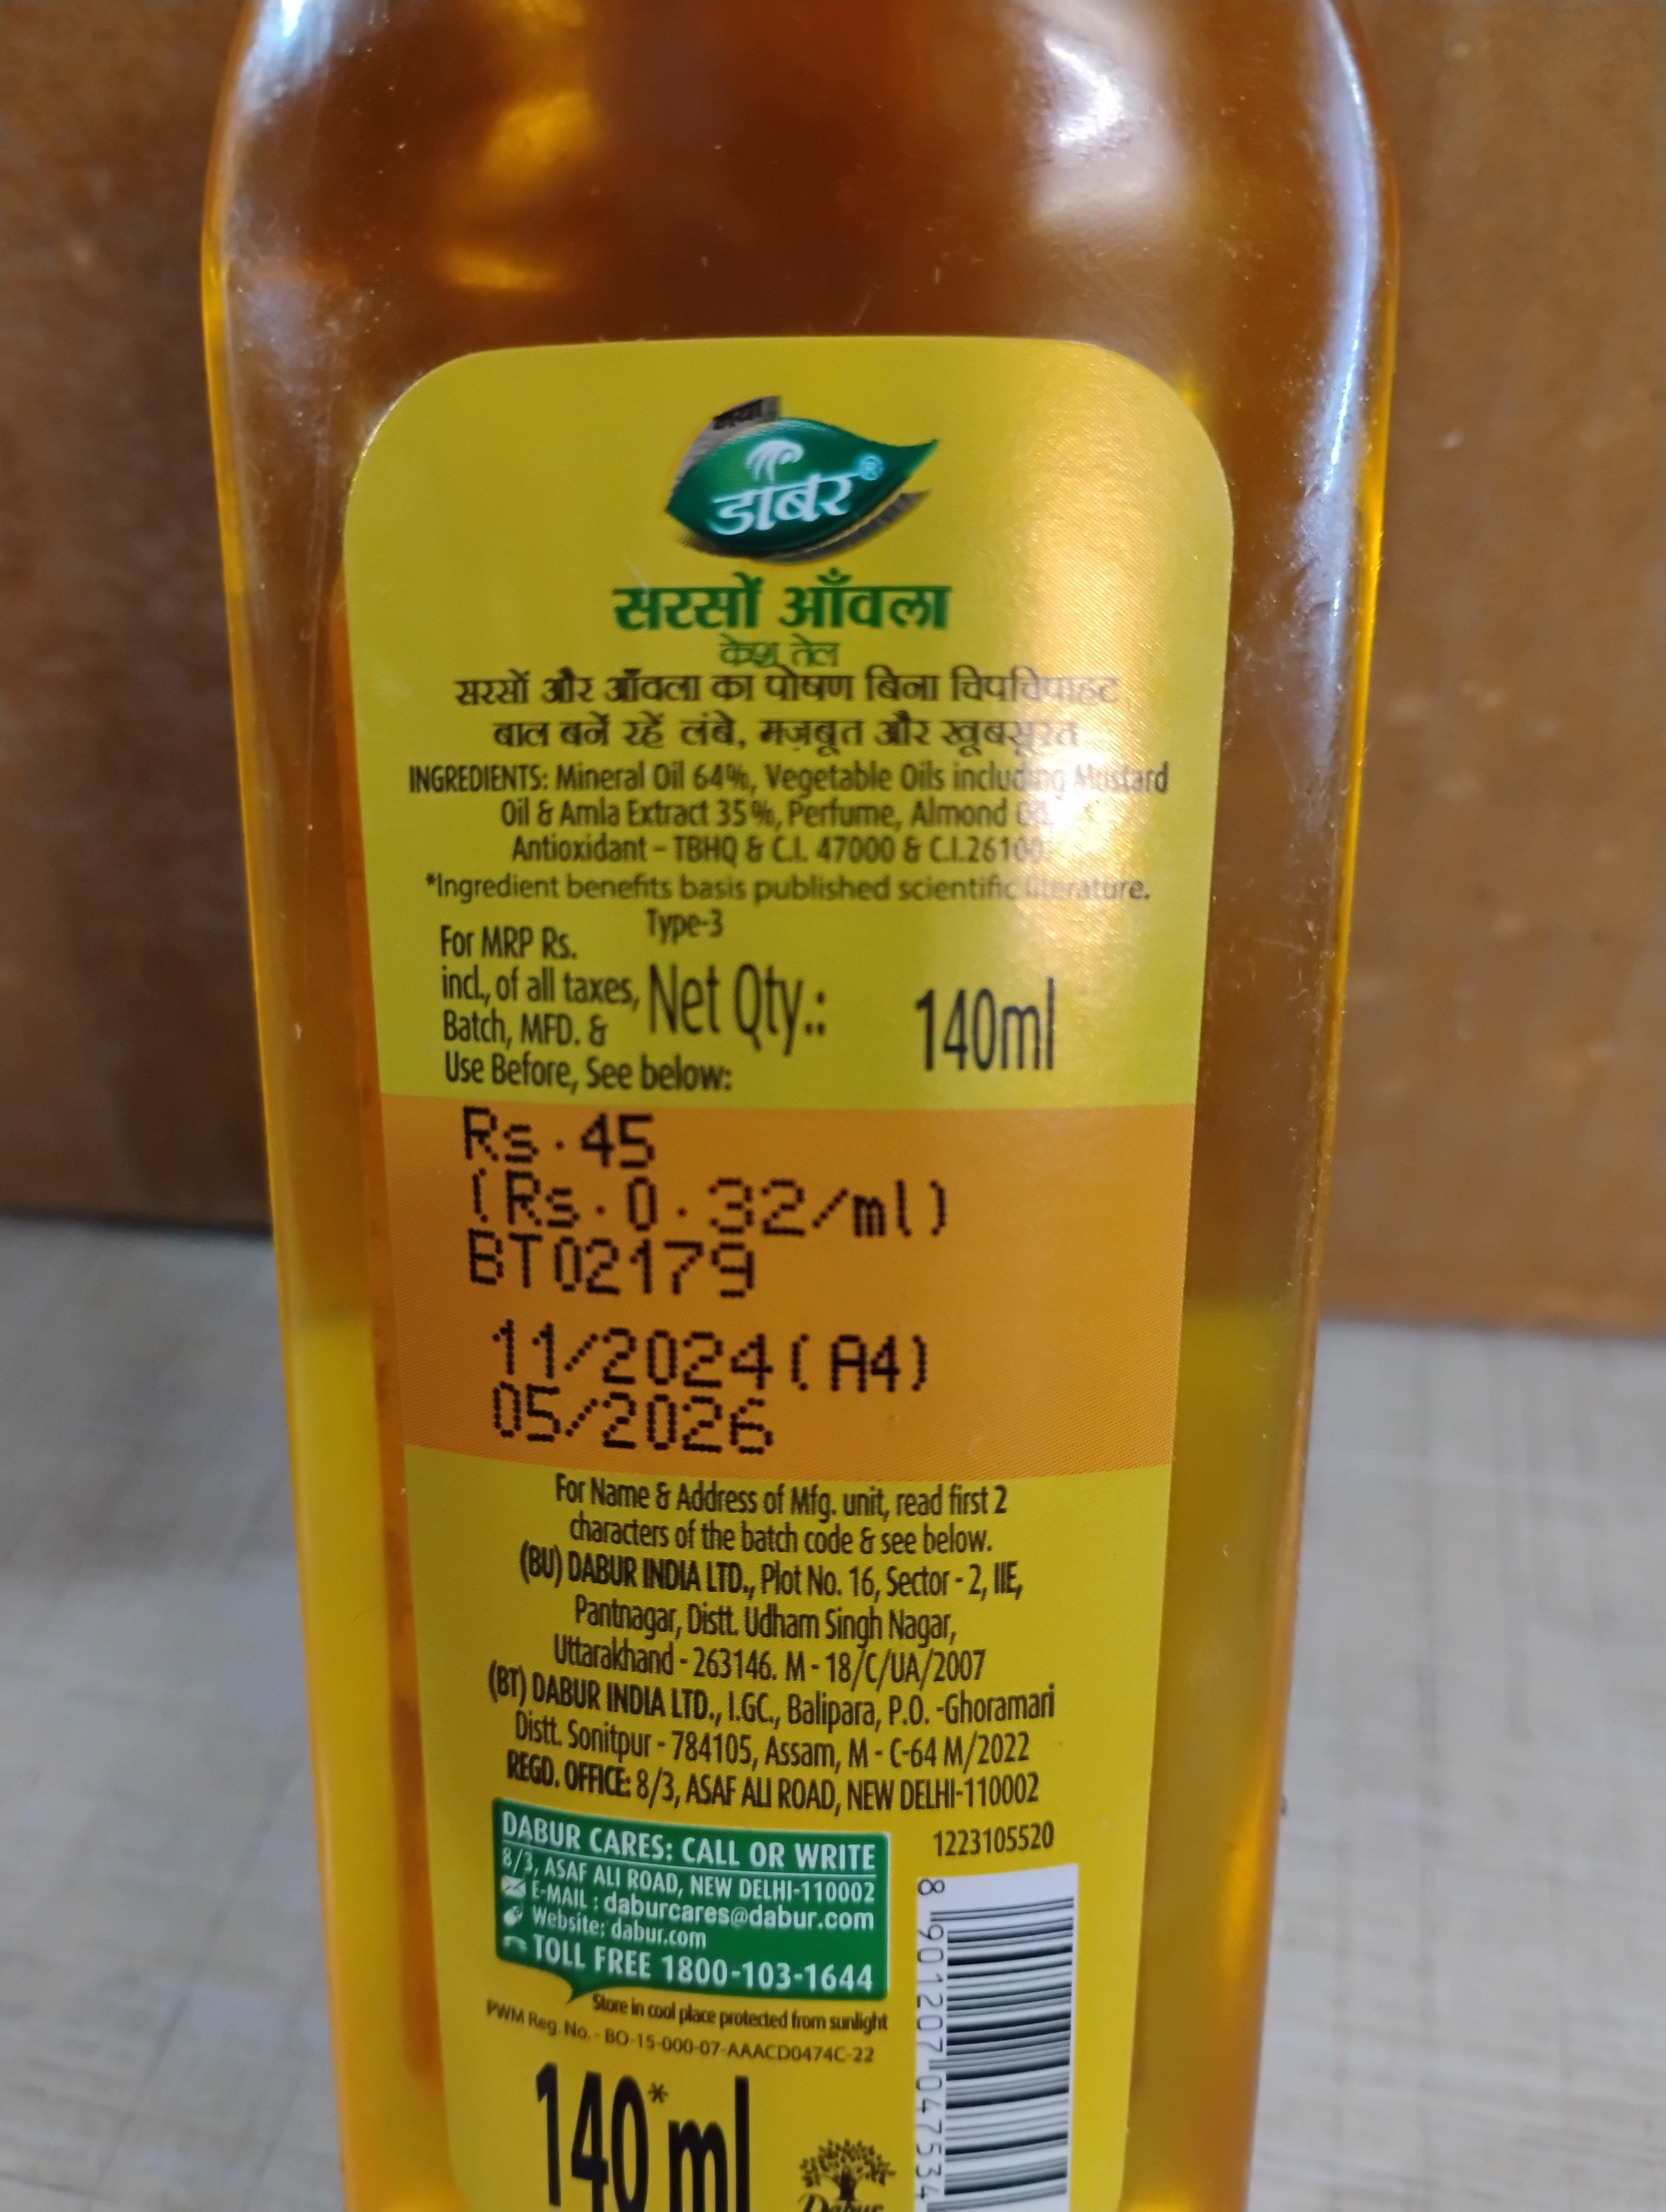 नया
डाबर®
सरसों आँवला
केश तेल
सरसों और आँवला का पोषण बिना चिपचिपाहट
बाल बनें रहें लंबे, मज़बूत और खूबसूरत
INGREDIENTS: Mineral Oil 64%, Vegetable Oils including Mustard
Oil & Amla Extract 35%, Perfume, Almond
Antioxidant - TBHQ & C.I. 47000 & C.I.26100
*Ingredient benefits basis published scientific literature.
Type-3
For MRP Rs.
incl., of all taxes,
Batch, MFD. &
Use Before, See below:
Net Qty.: 140ml
Rs.45
(Rs.0.32/ml)
BT02179
11/2024(A4)
05/2026
For Name & Address of Mfg. unit, read first 2
characters of the batch code & see below.
(BU) DABUR INDIA LTD., Plot No. 16, Sector - 2, IIE,
Pantnagar, Distt. Udham Singh Nagar,
Uttarakhand - 263146. M - 18/C/UA/2007
(BT) DABUR INDIA LTD., I.GC., Balipara, P.O. -Ghoramari
Distt. Sonitpur - 784105, Assam, M - C-64 M/2022
REGD. OFFICE: 8/3, ASAF ALI ROAD, NEW DELHI-110002
1223105520
DABUR CARES: CALL OR WRITE
8/3, ASAF ALI ROAD, NEW DELHI-110002
E-MAIL : daburcares@dabur.com
Website: dabur.com
TOLL FREE 1800-103-1644
Store in cool place protected from sunlight
PWM Reg. No. - BO-15-000-07-AAACD0474C-22
8 901207 047534
140* ml
Dabur